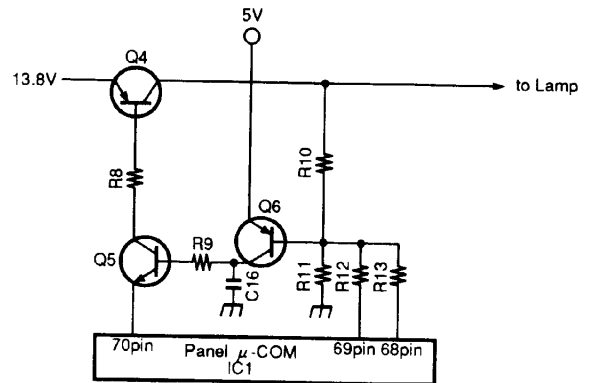 5V
Q4
13.8V
to Lamp
R10
R8
Q6
Q5
R9
C16
R11
R12
R13
70pin
Panel μ-COM
69pin
68pin
IC1